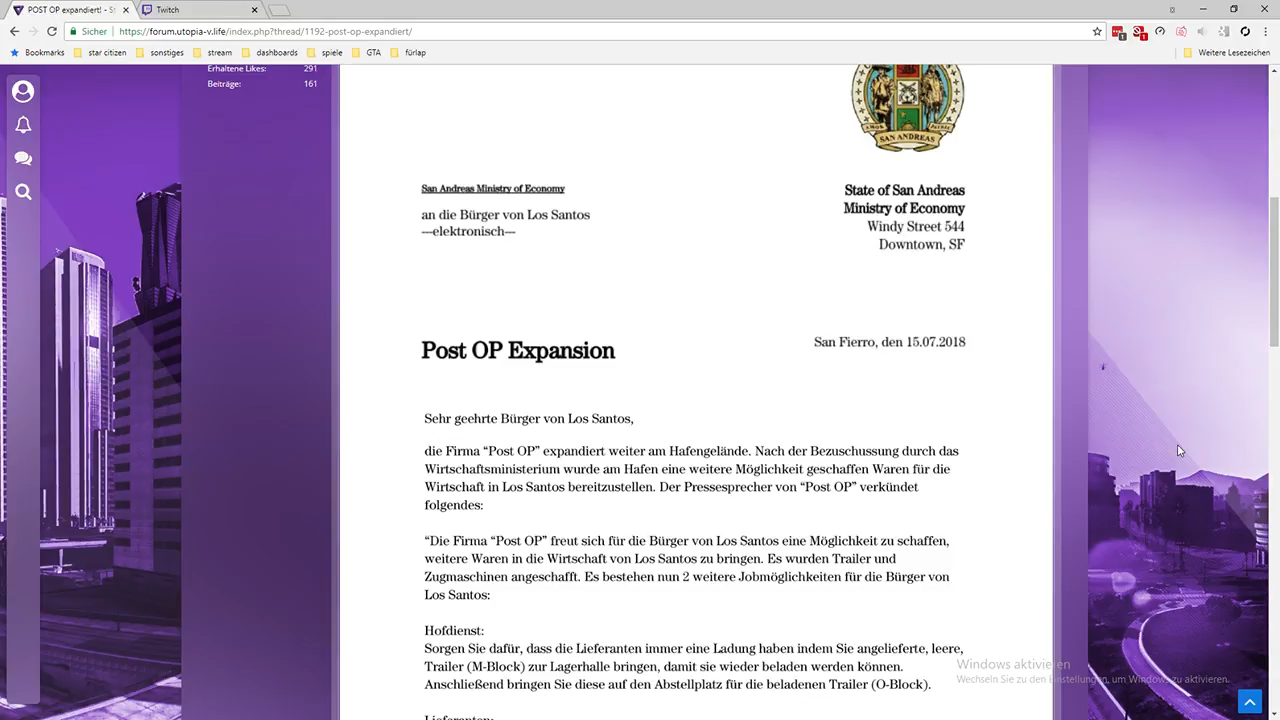 POST OP expandiert! - S
Twitch
Sicher
https://forum.utopia-v.life/index.php?thread/1192-post-op-expandiert/
Bookmarks
star citizen
sonstiges
stream
dashboards
spiele
GTA
fürlap
Weitere Lesezeichen
Erhaltene Likes: 291
Beiträge: 161
SAN ANDREAS
San Andreas Ministry of Economy
an die Bürger von Los Santos
---elektronisch---
State of San Andreas
Ministry of Economy
Windy Street 544
Downtown, SF
Post OP Expansion
San Fierro, den 15.07.2018
Sehr geehrte Bürger von Los Santos,
die Firma “Post OP” expandiert weiter am Hafengelände. Nach der Bezuschussung durch das
Wirtschaftsministerium wurde am Hafen eine weitere Möglichkeit geschaffen Waren für die
Wirtschaft in Los Santos bereitzustellen. Der Pressesprecher von “Post OP” verkündet
folgendes:
“Die Firma “Post OP” freut sich für die Bürger von Los Santos eine Möglichkeit zu schaffen,
weitere Waren in die Wirtschaft von Los Santos zu bringen. Es wurden Trailer und
Zugmaschinen angeschafft. Es bestehen nun 2 weitere Jobmöglichkeiten für die Bürger von
Los Santos:
Hofdienst:
Sorgen Sie dafür, dass die Lieferanten immer eine Ladung haben indem Sie angelieferte, leere,
Trailer (M-Block) zur Lagerhalle bringen, damit sie wieder beladen werden können.
Anschließend bringen Sie diese auf den Abstellplatz für die beladenen Trailer (O-Block).
Lieferanten:
Windows aktivieren
Wechseln Sie zu den Einstellungen, um Windows zu aktivieren.